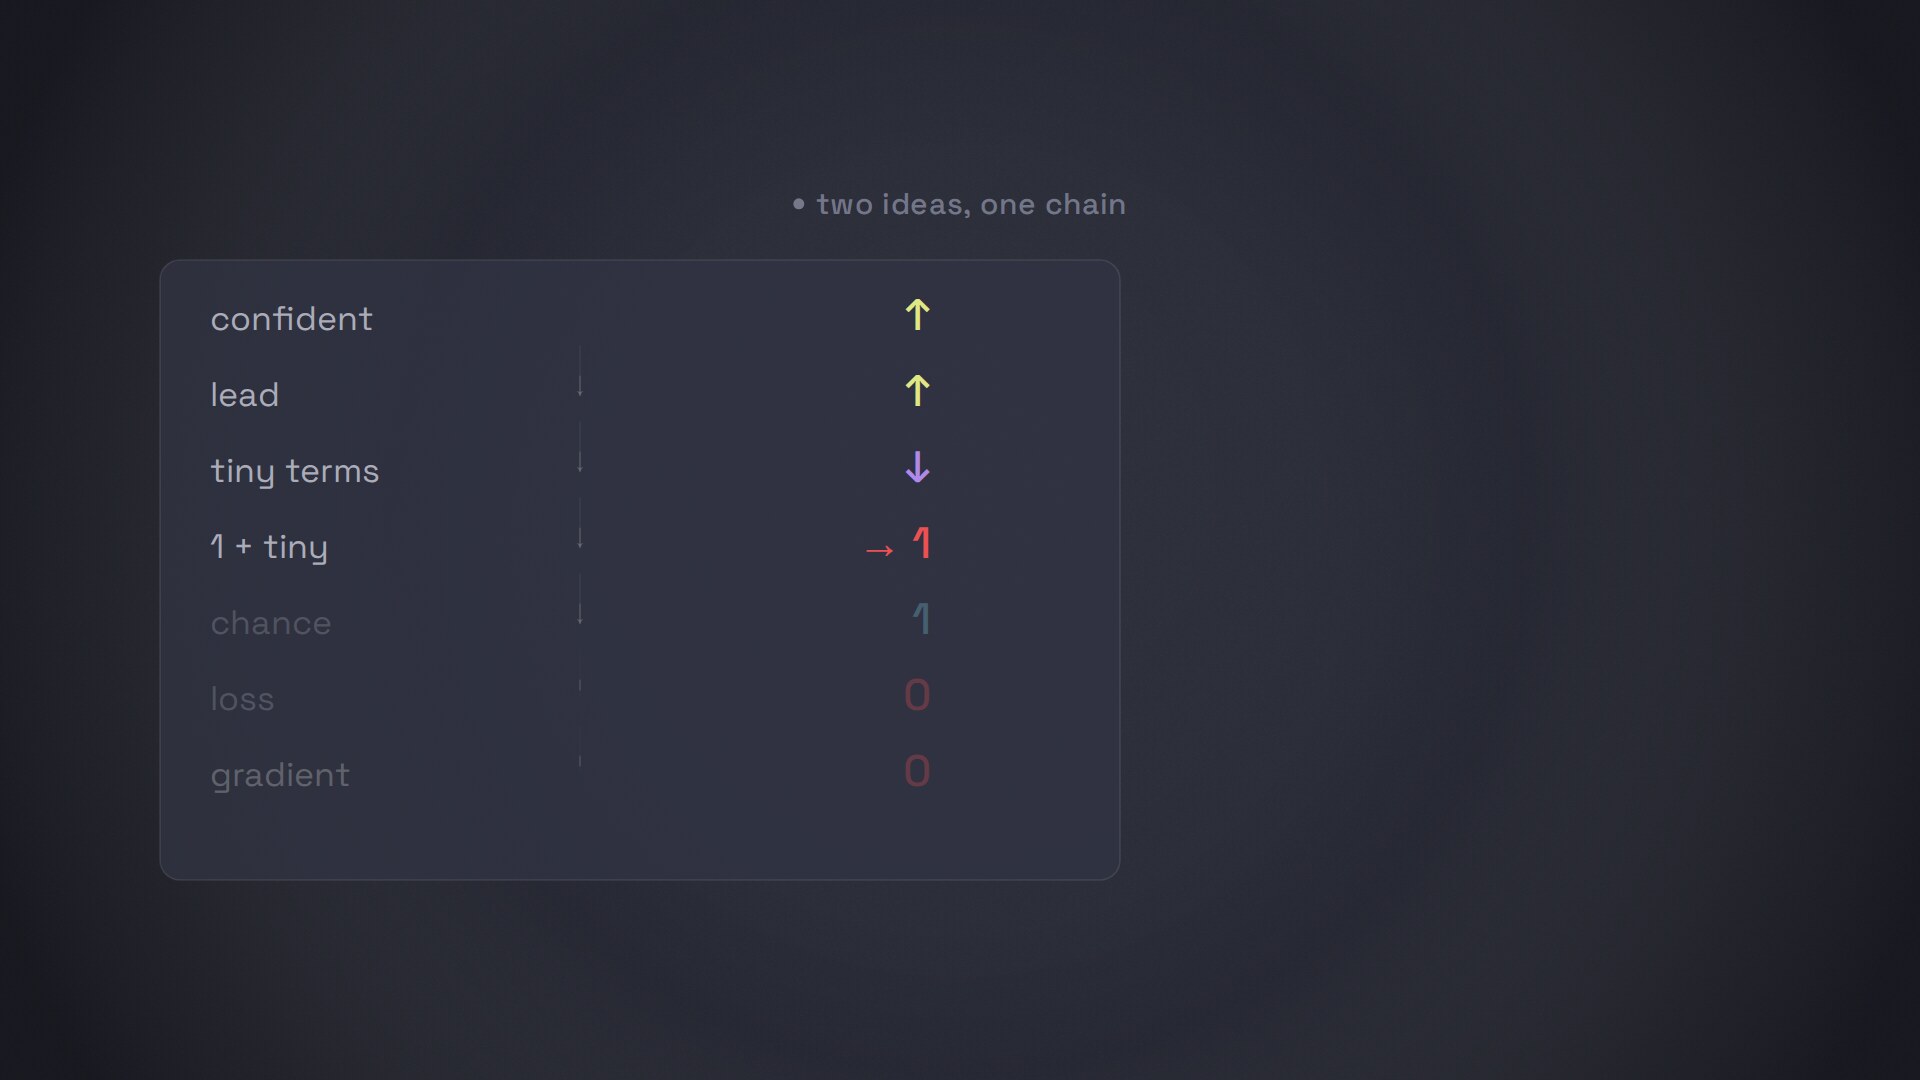 • two ideas, one chain
confident ↑
lead ↑
tiny terms ↓
1 + tiny → 1
chance 1
loss 0
gradient 0